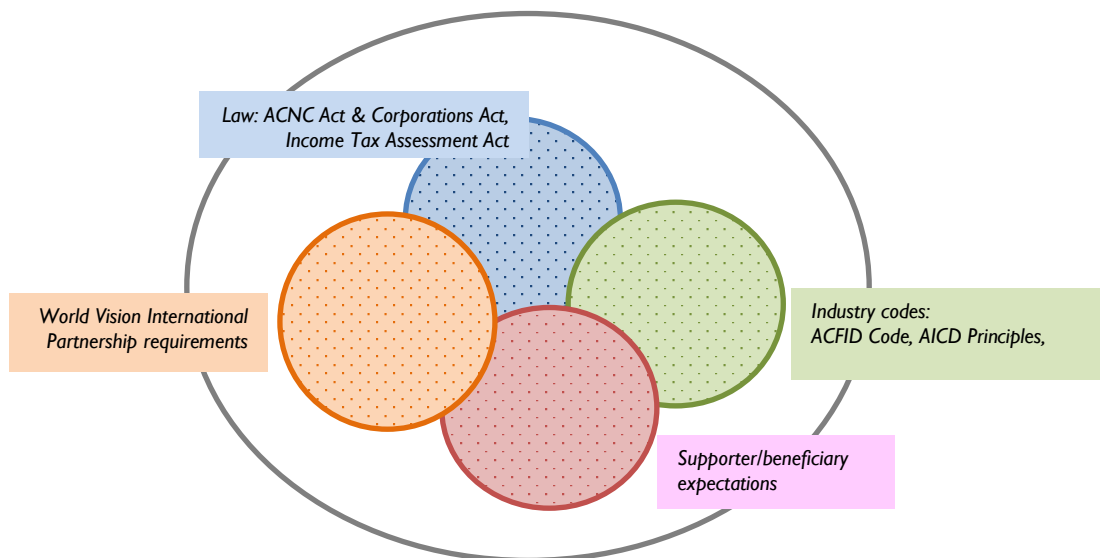 Law: ACNC Act & Corporations Act,
Income Tax Assessment Act
World Vision International
Partnership requirements
Industry codes:
ACFID Code, AICD Principles,
Supporter/beneficiary
expectations